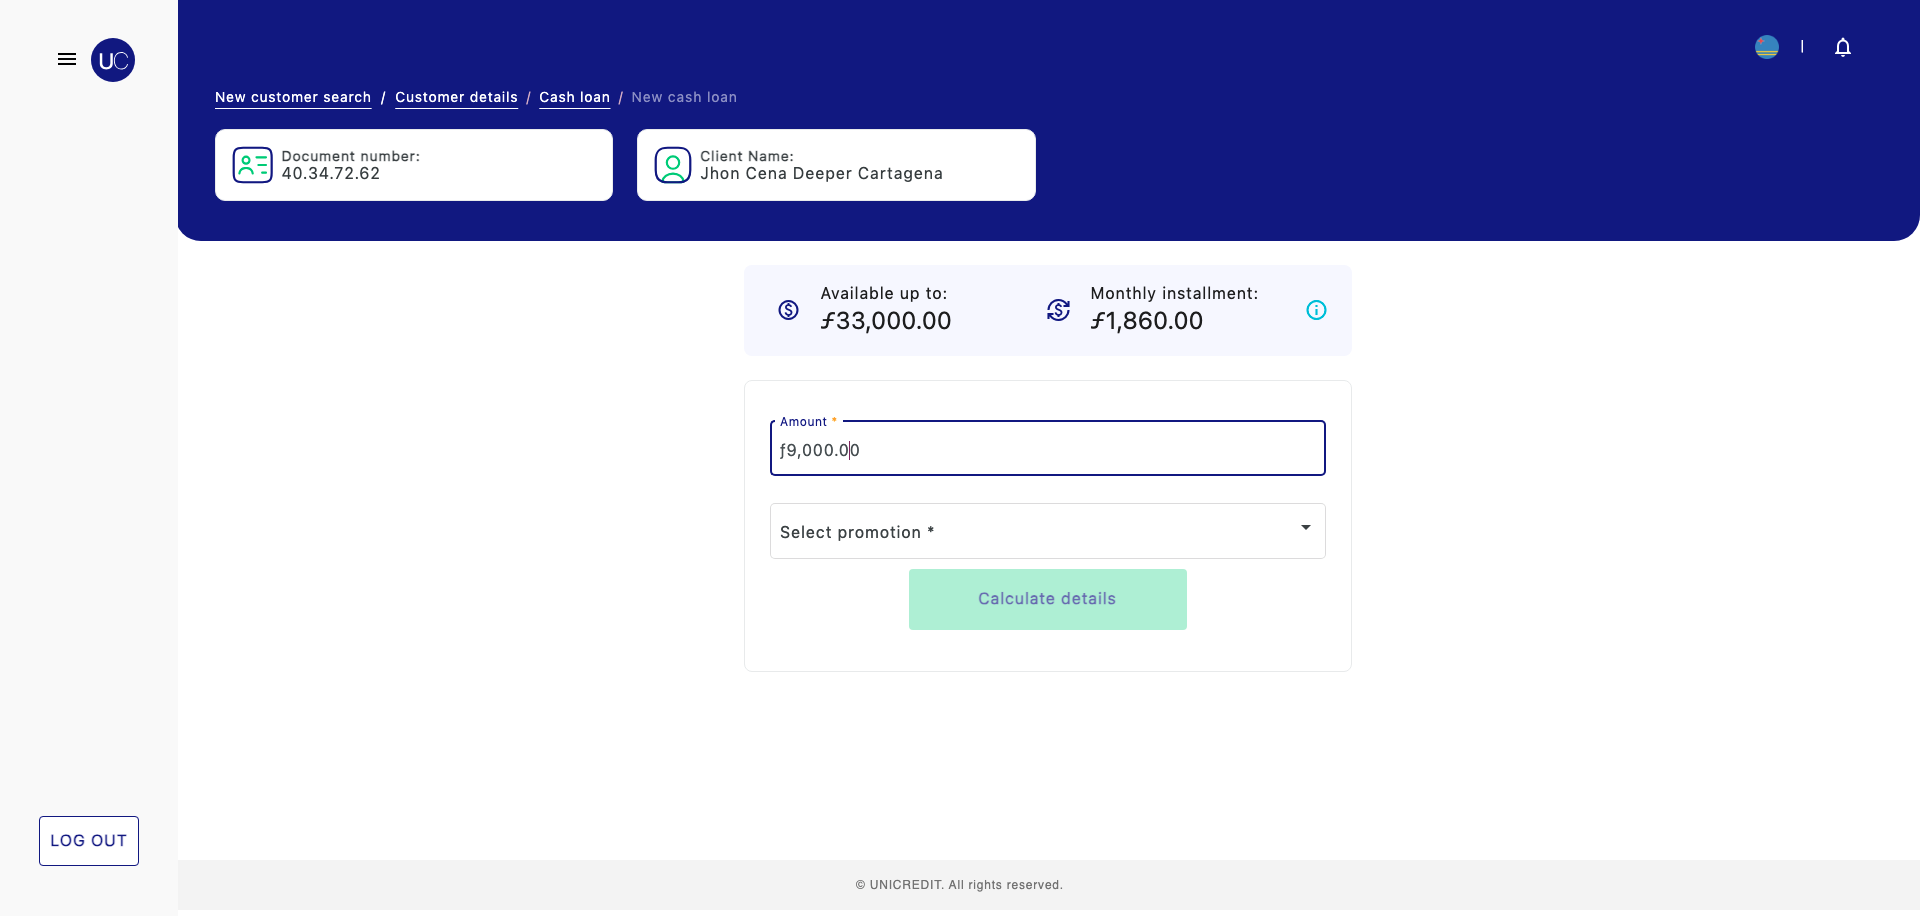 UC
New customer search / Customer details / Cash loan / New cash loan
Document number:
40.34.72.62
Client Name:
Jhon Cena Deeper Cartagena
Available up to:
ƒ33,000.00
Monthly installment:
ƒ1,860.00
Amount *
ƒ9,000.00
Select promotion *
Calculate details
LOG OUT
© UNICREDIT. All rights reserved.